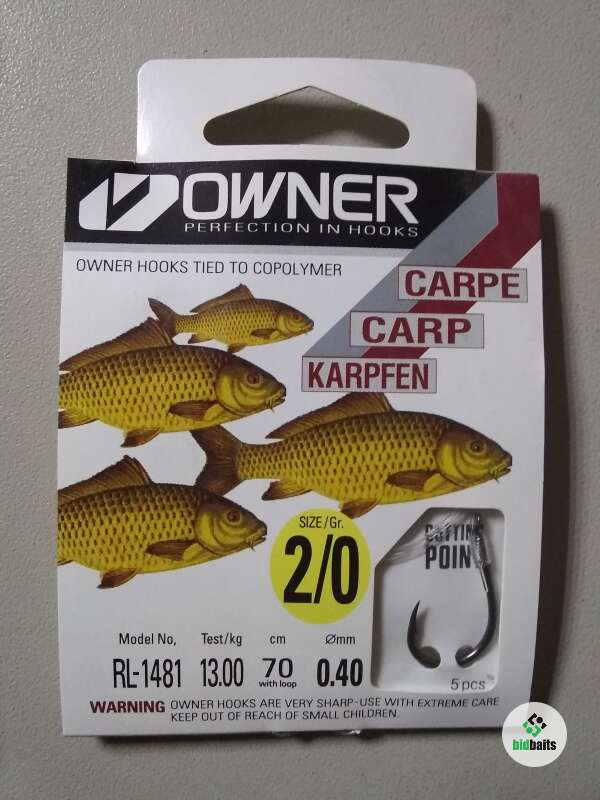 OWNER
PERFECTION IN HOOKS
OWNER HOOKS TIED TO COPOLYMER
CARPE
CARP
KARPFEN
SIZE/Gr.
2/0
CUTTING
POINT
Model No, Test/kg cm Ømm
RL-1481 13.00 70 0.40
with loop
5 pcs
WARNING OWNER HOOKS ARE VERY SHARP-USE WITH EXTREME CARE
KEEP OUT OF REACH OF SMALL CHILDREN.
bidbaits